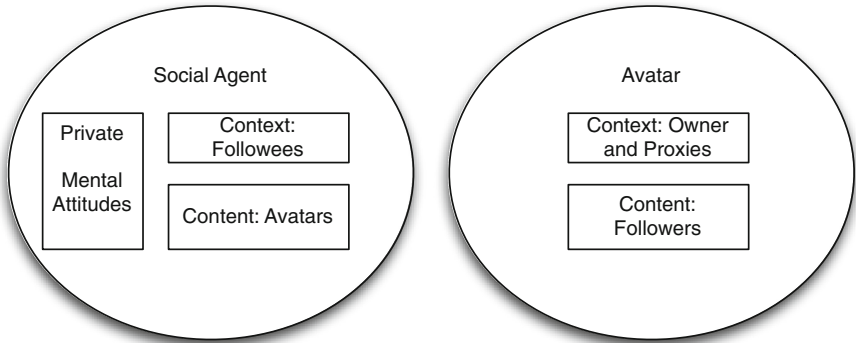 Social Agent
Private
Mental
Attitudes
Context:
Followees
Content: Avatars
Avatar
Context: Owner
and Proxies
Content:
Followers